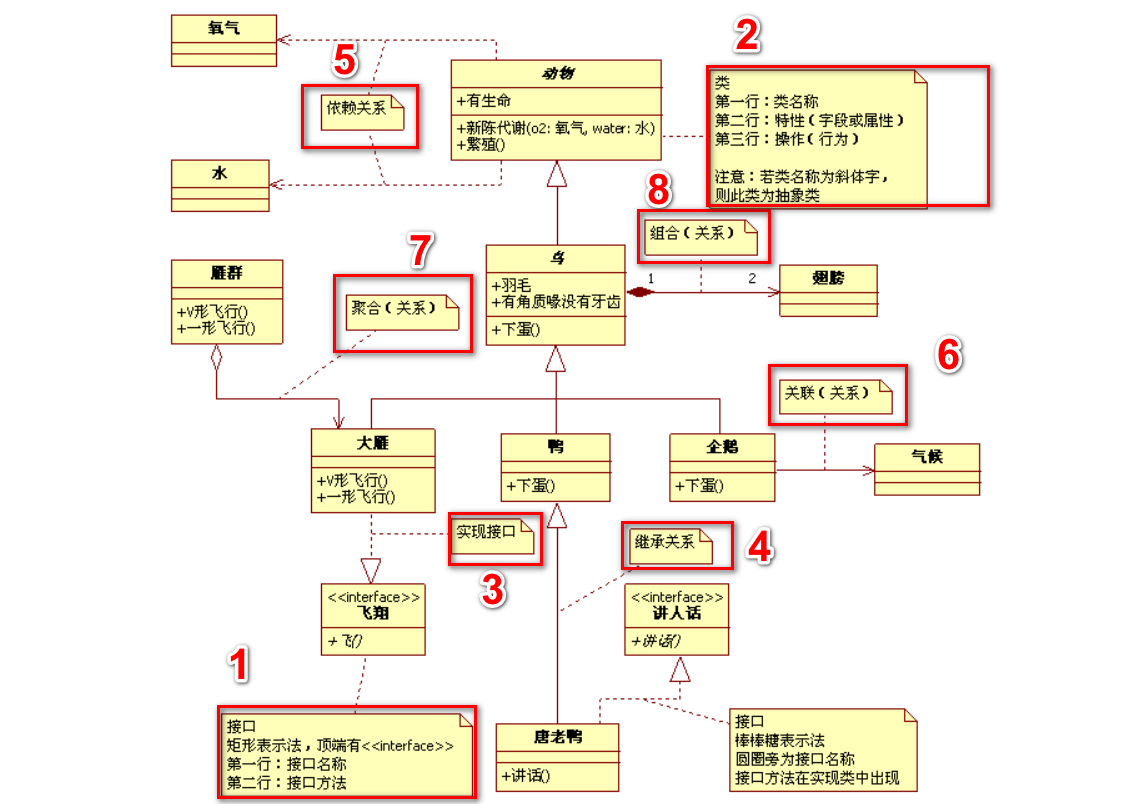 氧气
5
依赖关系
水
动物
+有生命
+新陈代谢(o2: 氧气, water: 水)
+繁殖()
2
类
第一行：类名称
第二行：特性（字段或属性）
第三行：操作（行为）
注意：若类名称为斜体字，
则此类为抽象类
8
组合（关系）
鸟
+羽毛
+有角质喙没有牙齿
+下蛋()
1
2
翅膀
雁群
+V形飞行()
+一形飞行()
7
聚合（关系）
6
关联（关系）
大雁
+V形飞行()
+一形飞行()
鸭
+下蛋()
企鹅
+下蛋()
气候
实现接口
3
继承关系
4
<<interface>>
飞翔
+飞()
<<interface>>
讲人话
+讲话()
1
接口
矩形表示法，顶端有<<interface>>
第一行：接口名称
第二行：接口方法
唐老鸭
+讲话()
接口
棒棒糖表示法
圆圈旁为接口名称
接口方法在实现类中出现